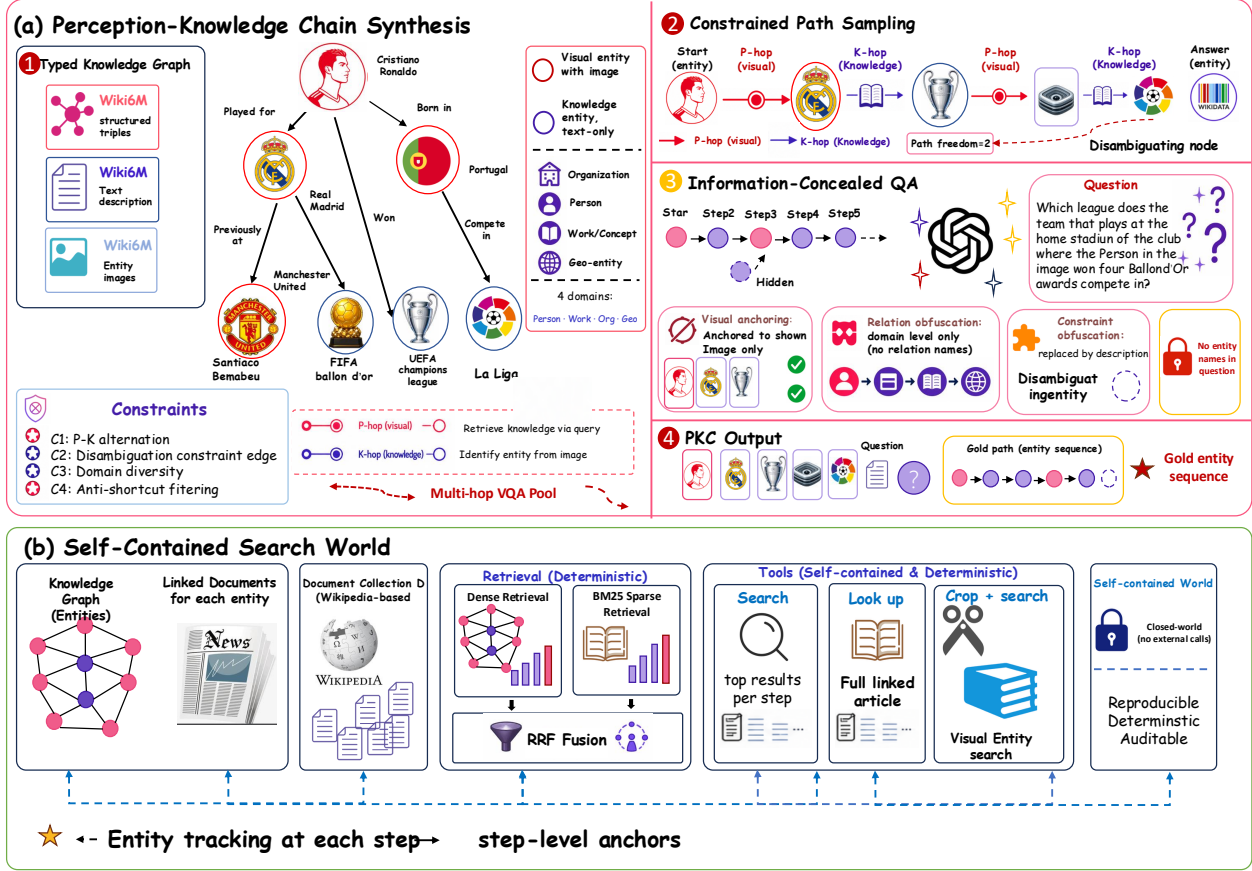 (a) Perception-Knowledge Chain Synthesis
1 Typed Knowledge Graph
Wiki6M
structured
triples
Wiki6M
Text
description
Wiki6M
Entity
images
Cristiano
Ronaldo
Played for
Born in
Real
Madrid
Portugal
Won
Previously
at
Compete
in
Manchester
United
MANCHESTER
UNITED
Santiaco
Bemabeu
FIFA
ballon d'or
UEFA
champions
league
La Liga
Visual entity
with image
Knowledge
entity,
text-only
Organization
Person
Work/Concept
Geo-entity
4 domains:
Person · Work · Org · Geo
Constraints
C1: P-K alternation
C2: Disambiguation constraint edge
C3: Domain diversity
C4: Anti-shortcut fitering
P-hop (visual)
Retrieve knowledge via query
K-hop (knowledge)
Identify entity from image
Multi-hop VQA Pool
2 Constrained Path Sampling
Start
(entity)
P-hop
(visual)
K-hop
(Knowledge)
P-hop
(visual)
K-hop
(Knowledge)
Answer
(entity)
WIKIDATA
P-hop (visual)
K-hop (Knowledge)
Path freedom=2
Disambiguating node
3 Information-Concealed QA
Star
Step2
Step3
Step4
Step5
Hidden
Question
Which league does the
team that plays at the
home stadiun of the club
where the Person in the
image won four Ballond'Or
awards compete in?
Visual anchoring:
Anchored to shown
Image only
Relation obfuscation:
domain level only
(no relation names)
Constraint
obfuscation:
replaced by description
Disambiguat
ingentity
No entity
names in
question
4 PKC Output
Question
?
Gold path (entity sequence)
Gold entity
sequence
(b) Self-Contained Search World
Knowledge
Graph
(Entities)
Linked Documents
for each entity
News
Document Collection D
(Wikipedia-based
WIKIPEDIA
Retrieval (Deterministic)
Dense Retrieval
BM25 Sparse
Retrieval
RRF Fusion
Tools (Self-contained & Deterministic)
Search
top results
per step
Look up
Full linked
article
Crop + search
Visual Entity
search
Self-contained World
Closed-world
(no external calls)
Reproducible
Determinstic
Auditable
Entity tracking at each step
step-level anchors